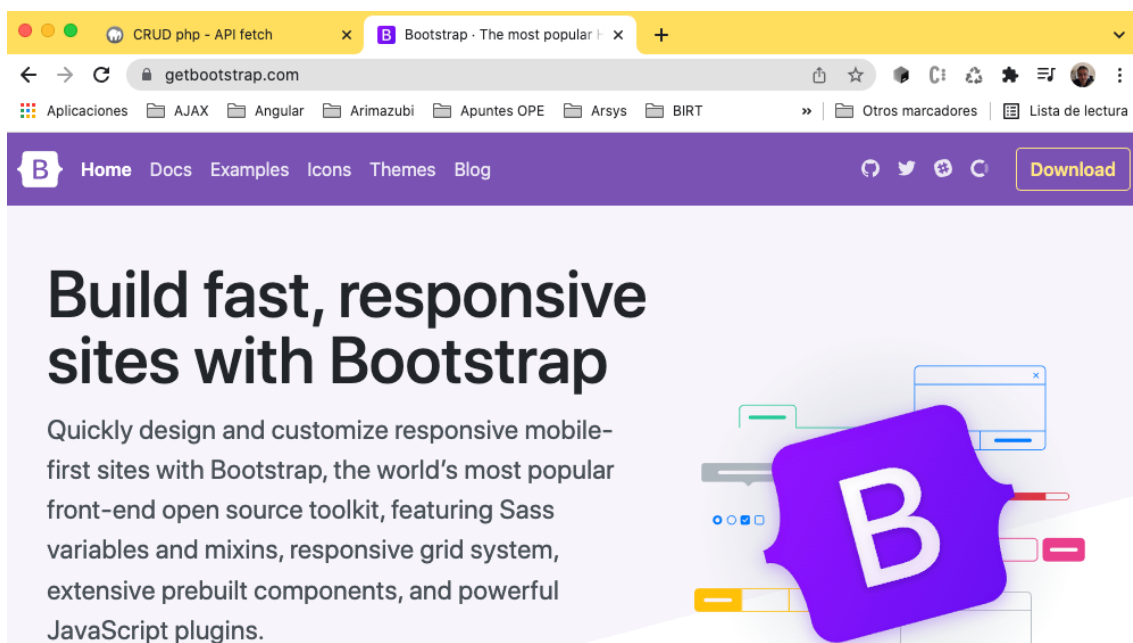 CRUD php - API fetch
Bootstrap · The most popular H
getbootstrap.com
Aplicaciones AJAX Angular Arimazubi Apuntes OPE Arsys BIRT » Otros marcadores Lista de lectura
B Home Docs Examples Icons Themes Blog Download
Build fast, responsive
sites with Bootstrap
Quickly design and customize responsive mobile-
first sites with Bootstrap, the world's most popular
front-end open source toolkit, featuring Sass
variables and mixins, responsive grid system,
extensive prebuilt components, and powerful
JavaScript plugins.
B